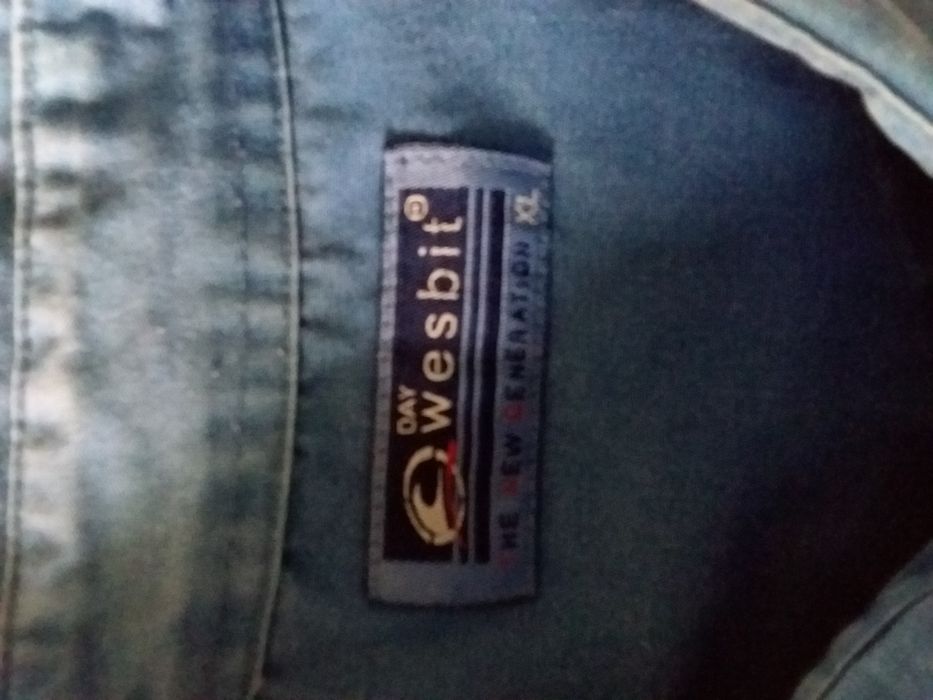 DAY
wesbit ®
THE NEW GENERATION XL